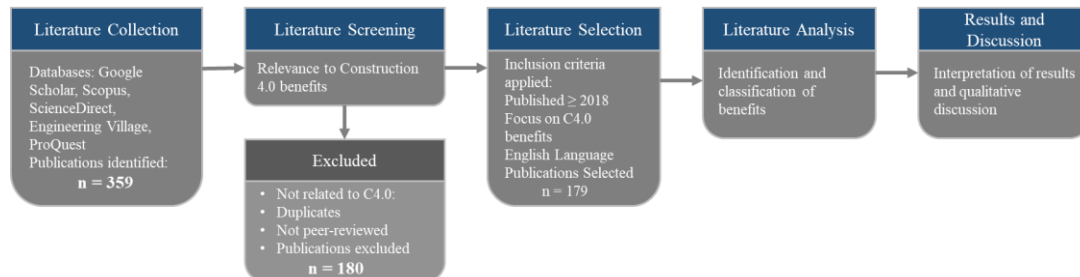 Literature Collection
Databases: Google
Scholar, Scopus,
ScienceDirect,
Engineering Village,
ProQuest
Publications identified:
n = 359
Literature Screening
Relevance to Construction
4.0 benefits
Excluded
• Not related to C4.0:
• Duplicates
• Not peer-reviewed
• Publications excluded
n = 180
Literature Selection
Inclusion criteria
applied:
Published ≥ 2018
Focus on C4.0
benefits
English Language
Publications Selected
n = 179
Literature Analysis
Identification and
classification of
benefits
Results and
Discussion
Interpretation of results
and qualitative
discussion